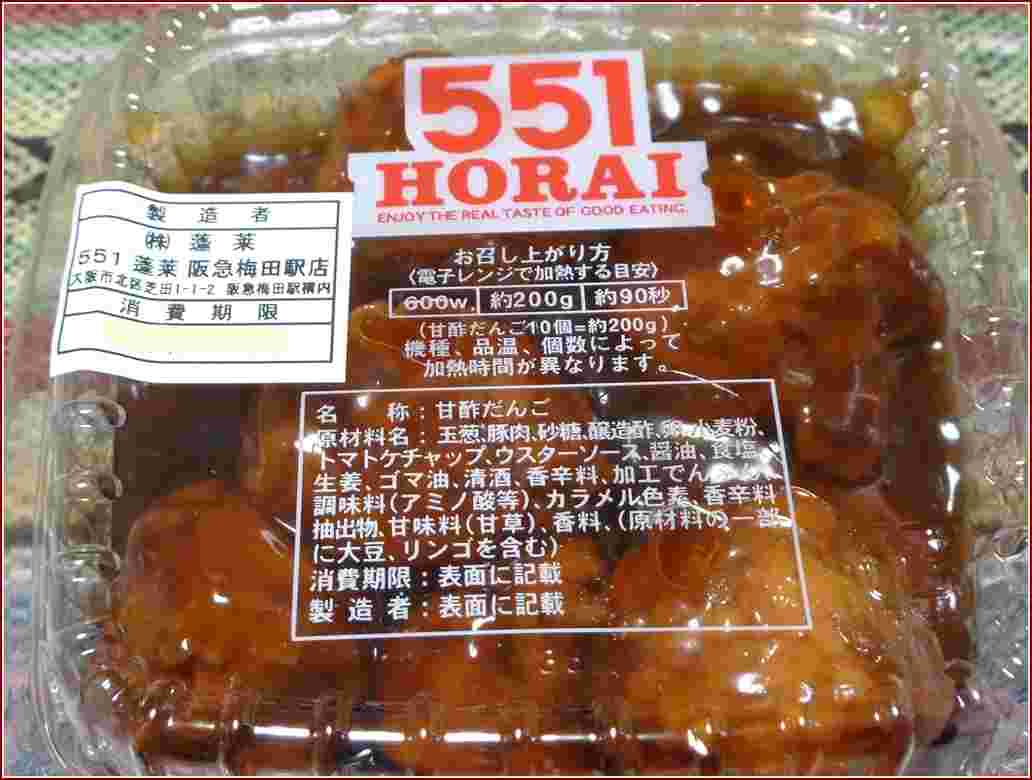 551
HORAI
ENJOY THE REAL TASTE OF GOOD EATING.
製造者
㈱ 蓬莱
551 蓬莱 阪急梅田駅店
大阪市北区芝田1-1-2 阪急梅田駅構内
消費期限
お召し上がり方
〈電子レンジで加熱する目安〉
600w 約200g 約90秒
(甘酢だんご10個=約200g)
機種、品温、個数によって
加熱時間が異なります。
名称:甘酢だんご
原材料名:玉葱、豚肉、砂糖、醸造酢、卵、小麦粉、
トマトケチャップ、ウスターソース、醤油、食塩、
生姜、ゴマ油、清酒、香辛料、加工でん
調味料(アミノ酸等)、カラメル色素、香辛料
抽出物、甘味料(甘草)、香料、(原材料の一部
に大豆、リンゴを含む)
消費期限:表面に記載
製造者:表面に記載